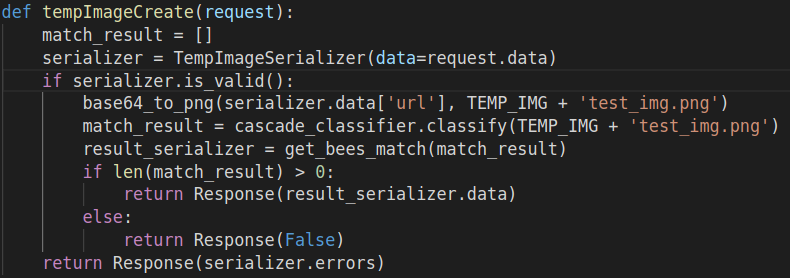 def tempImageCreate(request):
    match_result = []
    serializer = TempImageSerializer(data=request.data)
    if serializer.is_valid():
        base64_to_png(serializer.data['url'], TEMP_IMG + 'test_img.png')
        match_result = cascade_classifier.classify(TEMP_IMG + 'test_img.png')
        result_serializer = get_bees_match(match_result)
        if len(match_result) > 0:
            return Response(result_serializer.data)
        else:
            return Response(False)
    return Response(serializer.errors)